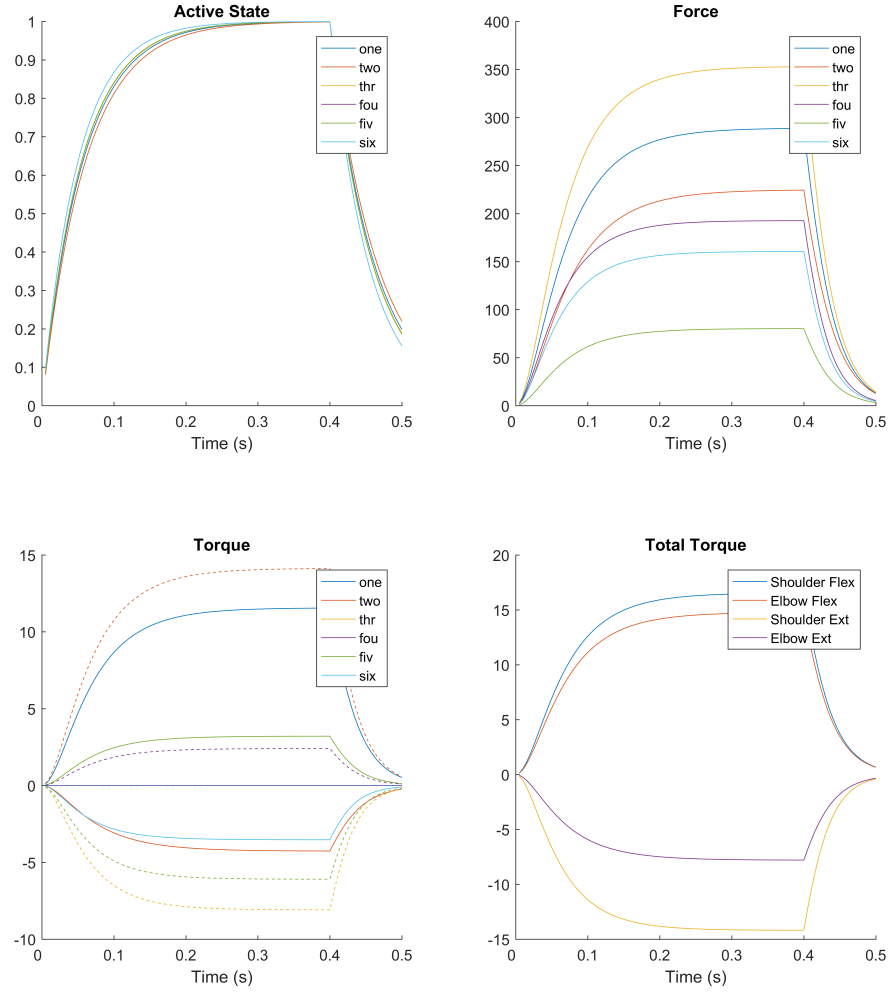 Active State
1
0.9
0.8
0.7
0.6
0.5
0.4
0.3
0.2
0.1
0
0 0.1 0.2 0.3 0.4 0.5
Time (s)
one
two
thr
fou
fiv
six
Force
400
350
300
250
200
150
100
50
0
0 0.1 0.2 0.3 0.4 0.5
Time (s)
one
two
thr
fou
fiv
six
Torque
15
10
5
0
-5
-10
0 0.1 0.2 0.3 0.4 0.5
Time (s)
one
two
thr
fou
fiv
six
Total Torque
20
15
10
5
0
-5
-10
-15
0 0.1 0.2 0.3 0.4 0.5
Time (s)
Shoulder Flex
Elbow Flex
Shoulder Ext
Elbow Ext